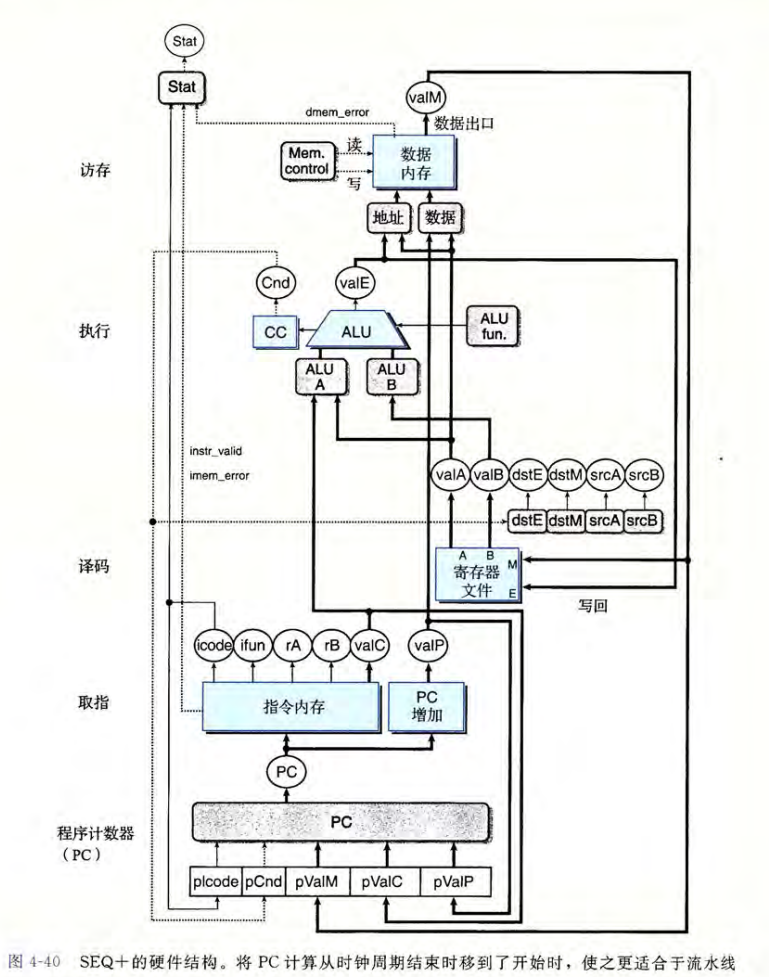 Stat
Stat
valM
dmem_error
数据出口
访存
Mem.
control
读
写
数据
内存
地址
数据
Cnd
valE
执行
CC
ALU
ALU
fun.
ALU
A
ALU
B
instr_valid
imem_error
valA
valB
dstE
dstM
srcA
srcB
dstE
dstM
srcA
srcB
译码
A
B
M
寄存器
文件
E
写回
icode
ifun
rA
rB
valC
valP
取指
指令内存
PC
增加
PC
程序计数器
(PC)
PC
pIcode
pCnd
pValM
pValC
pValP
图 4-40 SEQ+的硬件结构。将 PC 计算从时钟周期结束时移到了开始时，使之更适合于流水线